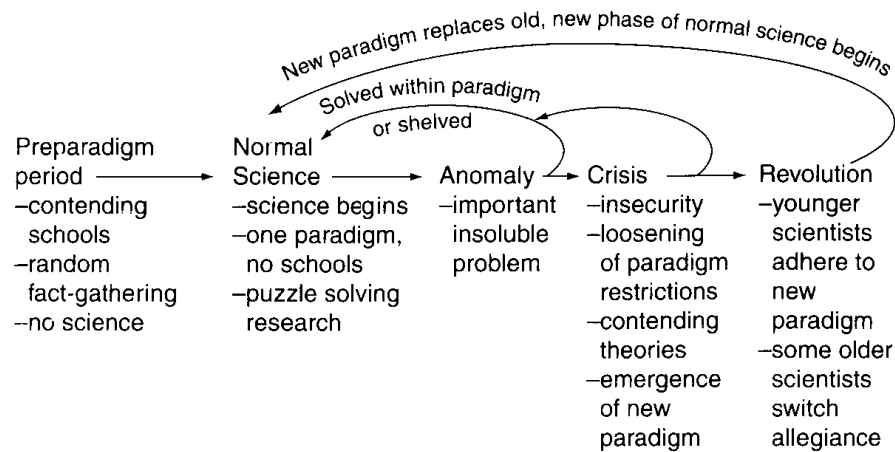 New paradigm replaces old, new phase of normal science begins
Solved within paradigm
or shelved
Preparadigm
period
–contending
schools
–random
fact-gathering
–no science
Normal
Science
–science begins
–one paradigm,
no schools
–puzzle solving
research
Anomaly
–important
insoluble
problem
Crisis
–insecurity
–loosening
of paradigm
restrictions
–contending
theories
–emergence
of new
paradigm
Revolution
–younger
scientists
adhere to
new
paradigm
–some older
scientists
switch
allegiance